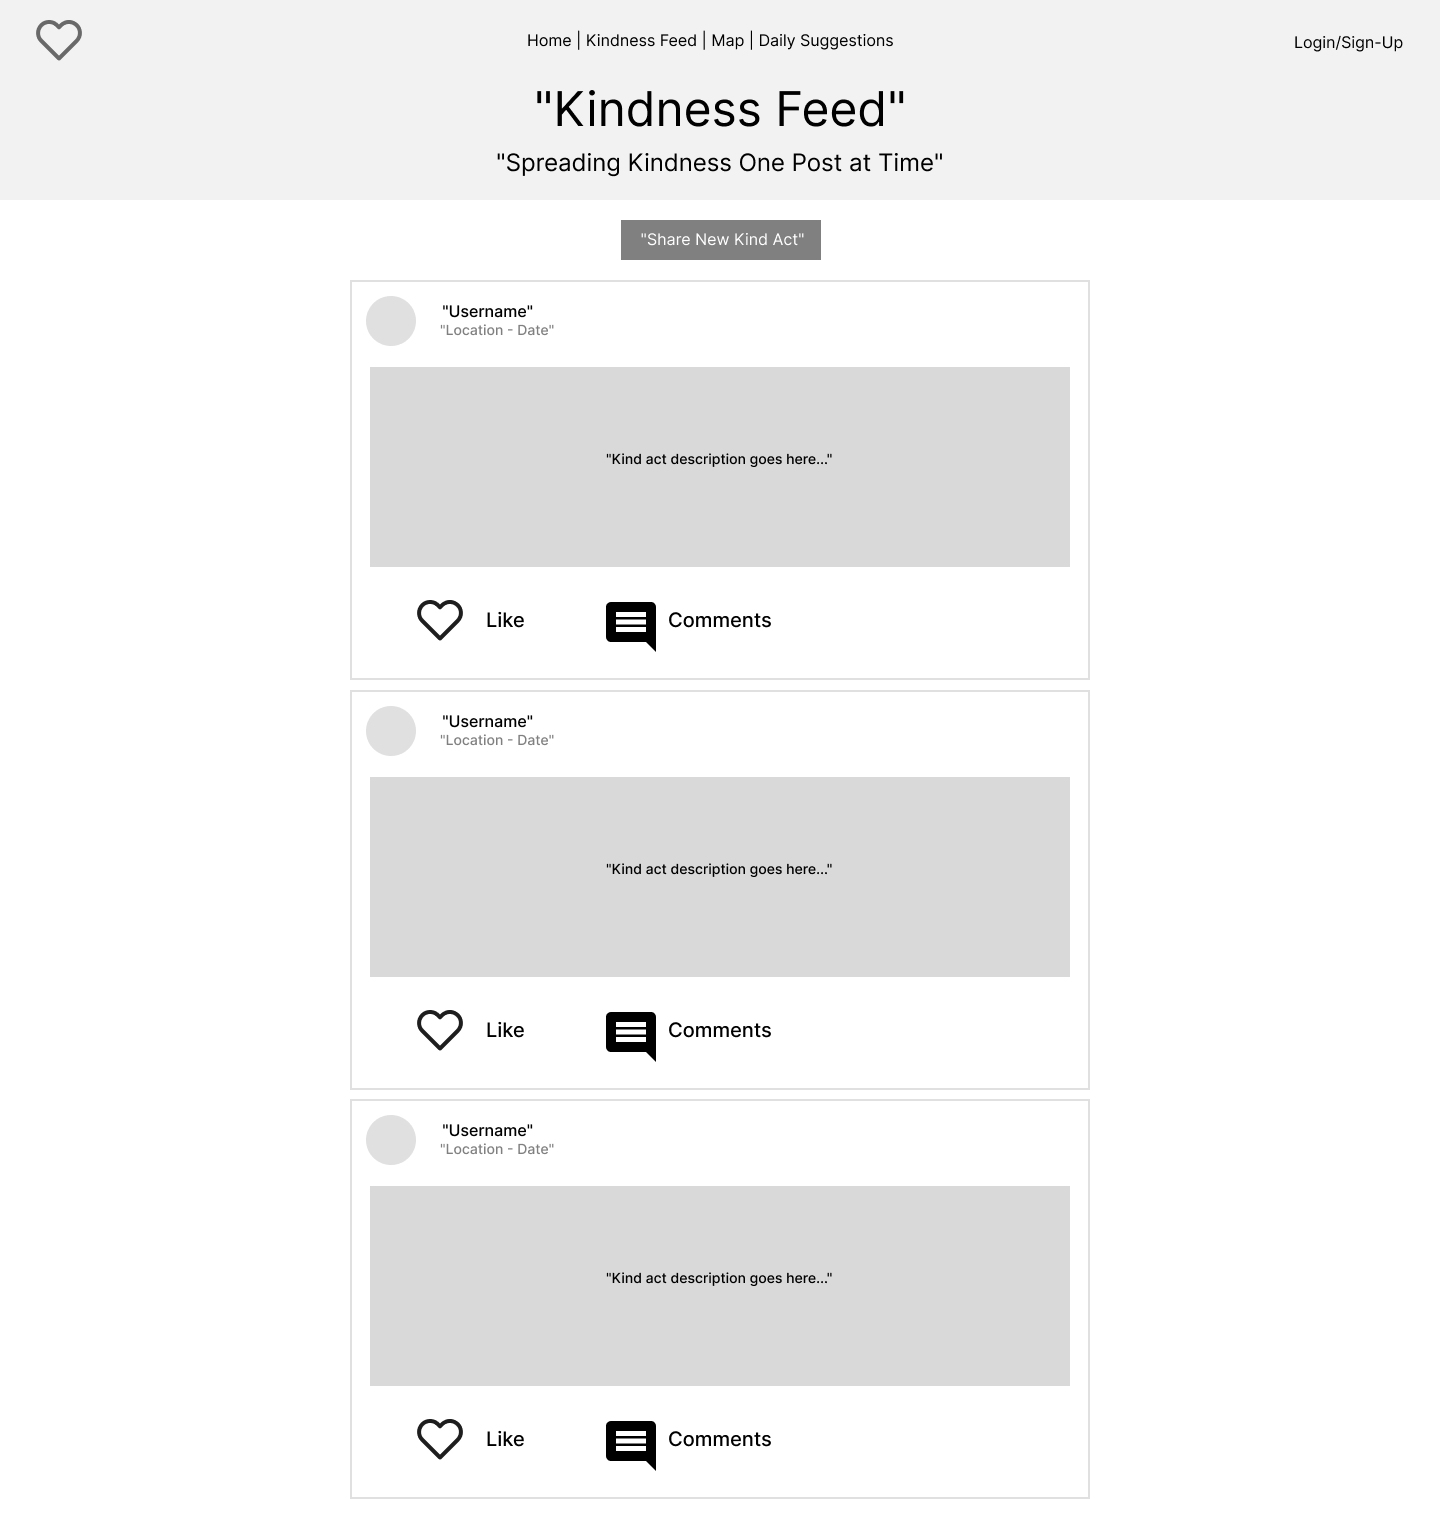 Home | Kindness Feed | Map | Daily Suggestions
Login/Sign-Up
"Kindness Feed"
"Spreading Kindness One Post at Time"
"Share New Kind Act"
"Username"
"Location - Date"
"Kind act description goes here..."
Like
Comments
"Username"
"Location - Date"
"Kind act description goes here..."
Like
Comments
"Username"
"Location - Date"
"Kind act description goes here..."
Like
Comments